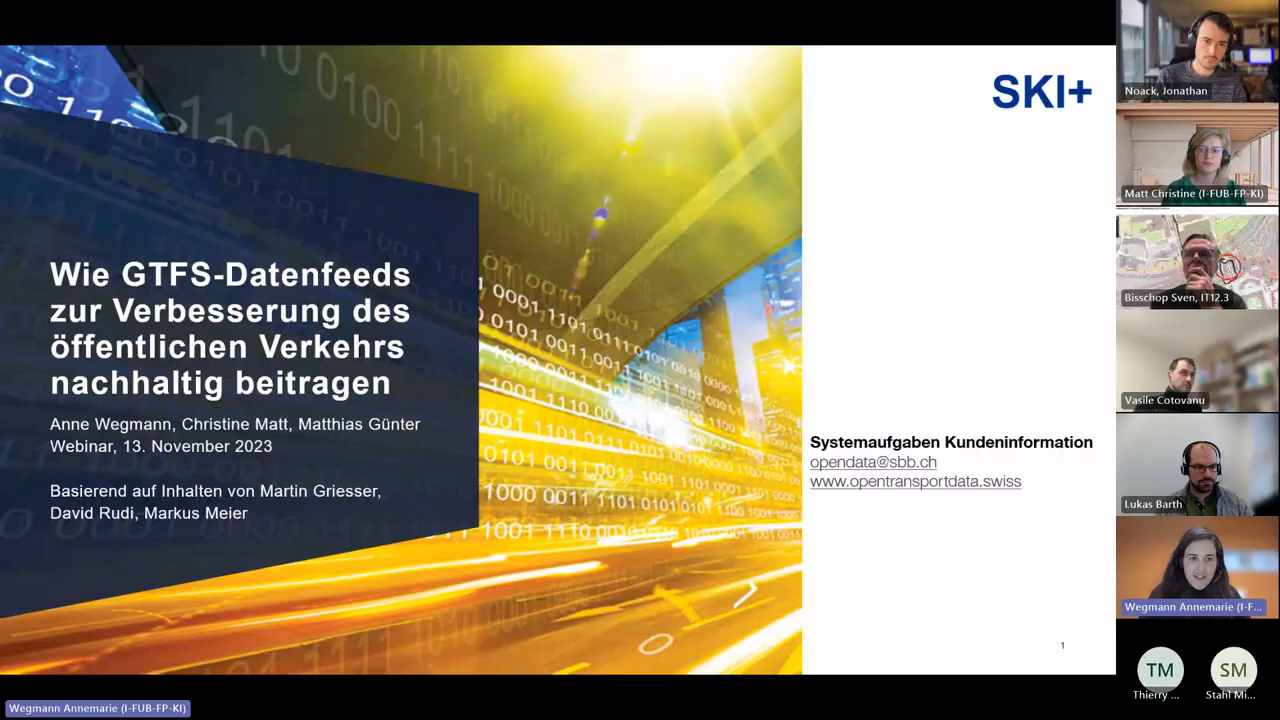 SKI+
Wie GTFS-Datenfeeds
zur Verbesserung des
öffentlichen Verkehrs
nachhaltig beitragen
Anne Wegmann, Christine Matt, Matthias Günter
Webinar, 13. November 2023
Basierend auf Inhalten von Martin Griesser,
David Rudi, Markus Meier
Systemaufgaben Kundeninformation
opendata@sbb.ch
www.opentransportdata.swiss
1
Noack, Jonathan
Matt Christine (I-FUB-FP-KI)
Bisschop Sven, IT12.3
Vasile Cotovanu
Lukas Barth
Wegmann Annemarie (I-F...
TM
SM
Thierry ...
Stahl Mi...
Wegmann Annemarie (I-FUB-FP-KI)